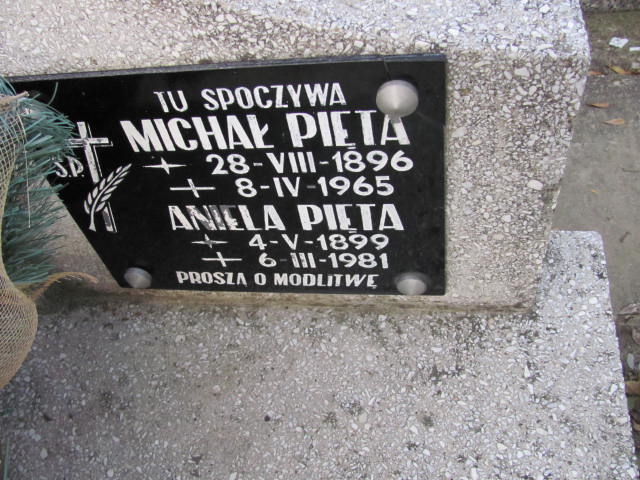 TU SPOCZYWA
Ś.P.
MICHAŁ PIĘTA
28-VIII-1896
8-IV-1965
ANIELA PIĘTA
4-V-1899
6-III-1981
PROSZĄ O MODLITWĘ